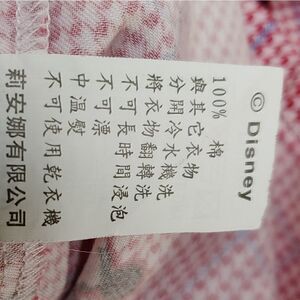 © Disney
100% 棉
與其它衣物
分開冷水機洗
將衣物翻轉洗
不可長時間浸泡
不可漂
中溫熨
不可使用乾衣機
莉安娜有限公司